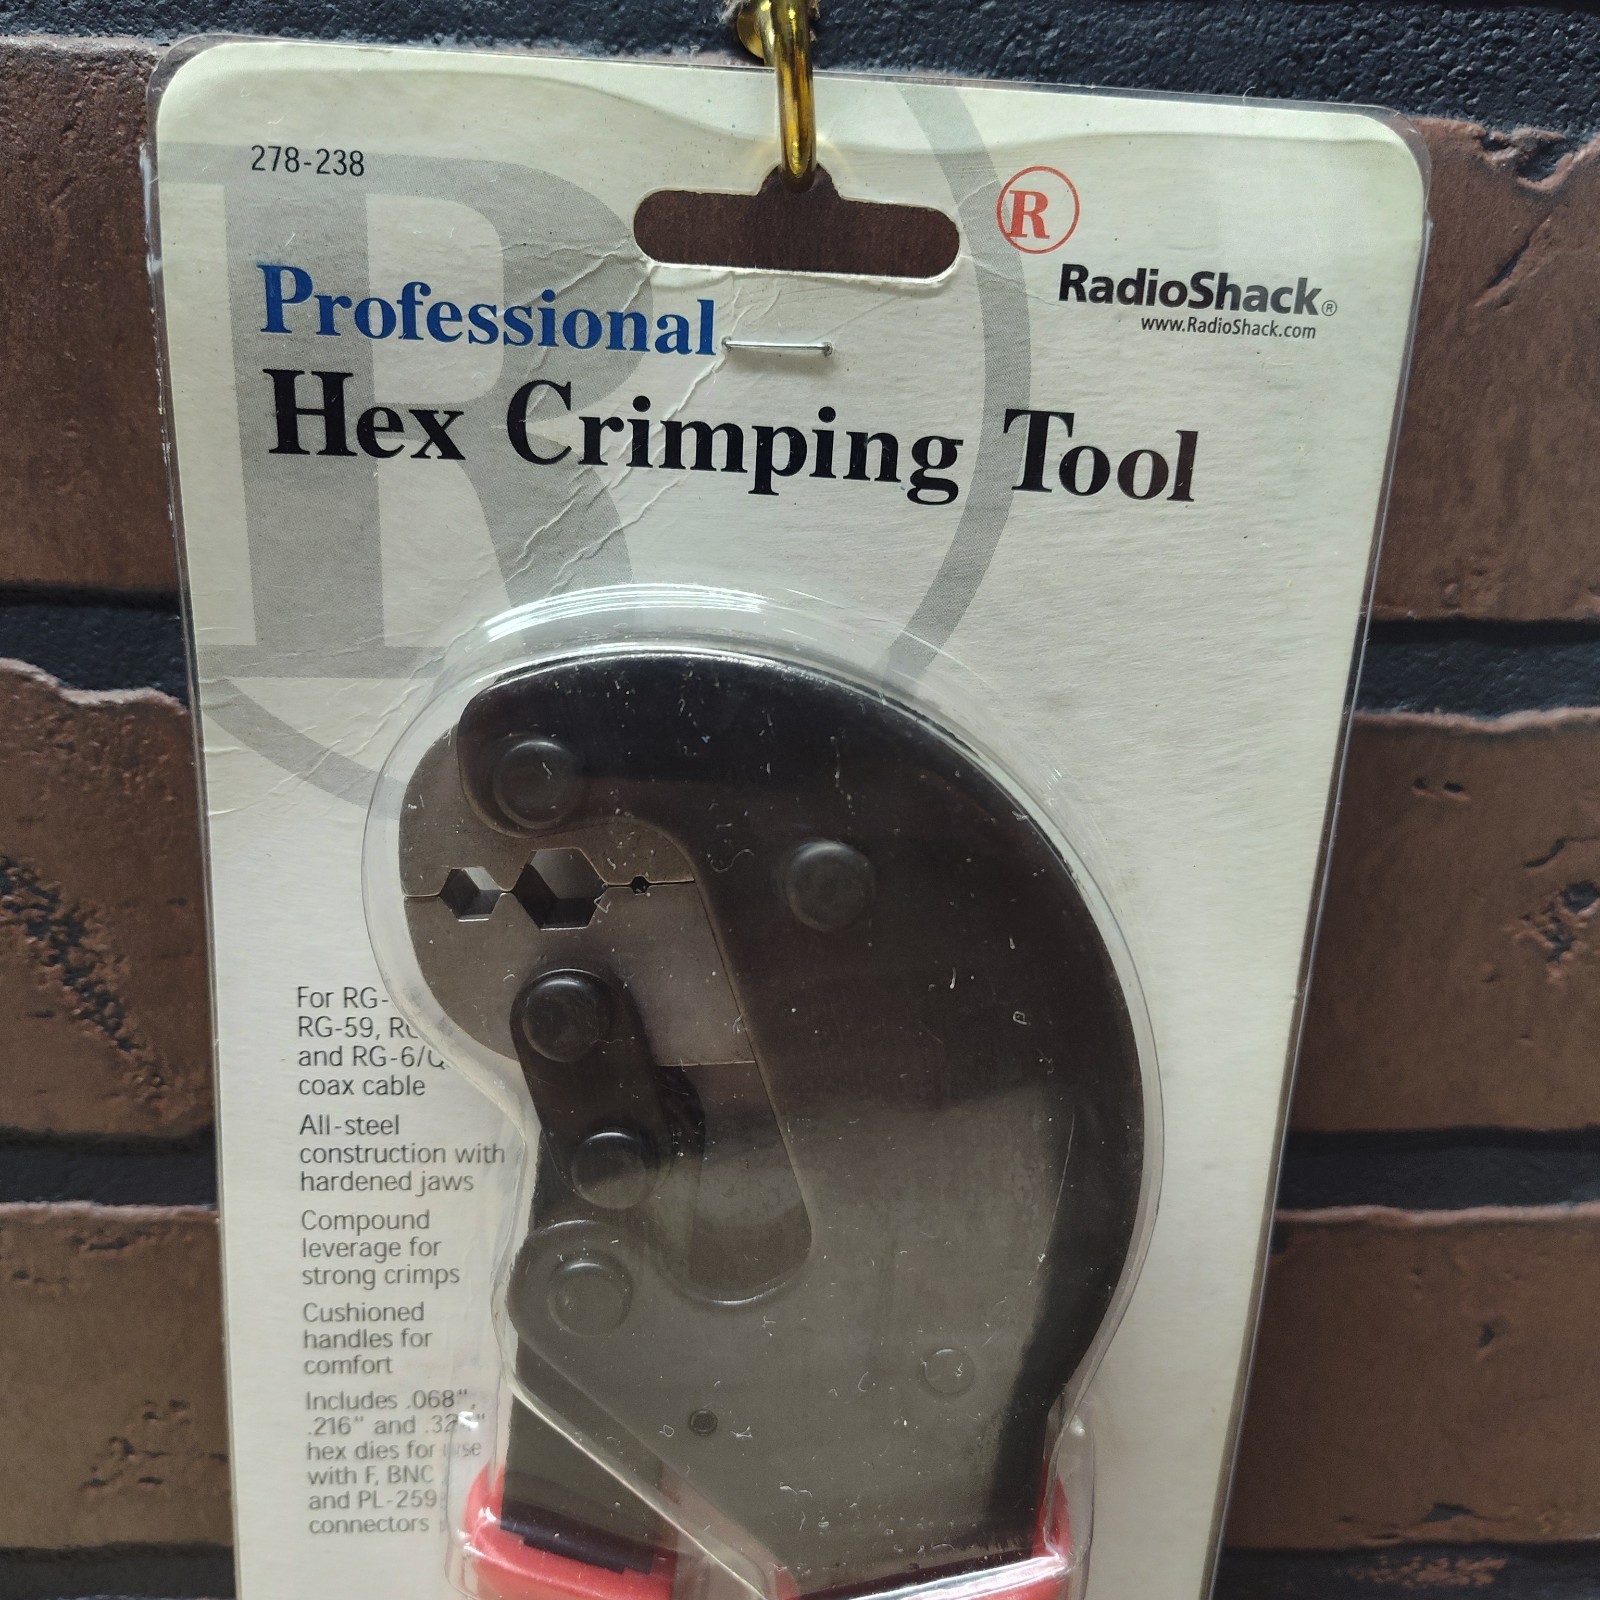 278-238
R
RadioShack®
www.RadioShack.com
Professional
Hex Crimping Tool
For RG-
RG-59,
and RG-6/
coax cable
All-steel
construction with
hardened jaws
Compound
leverage for
strong crimps
Cushioned
handles for
comfort
Includes .068",
.216" and
hex dies for use
with F, BNC
and PL-259
connectors